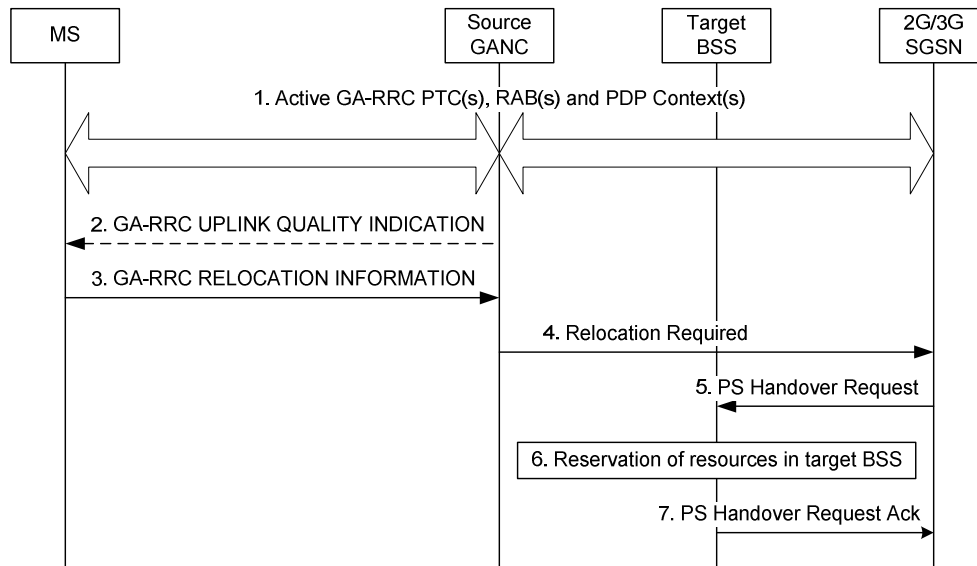 MS
Source
GANC
Target
BSS
2G/3G
SGSN
1. Active GA-RRC PTC(s), RAB(s) and PDP Context(s)
2. GA-RRC UPLINK QUALITY INDICATION
3. GA-RRC RELOCATION INFORMATION
4. Relocation Required
5. PS Handover Request
6. Reservation of resources in target BSS
7. PS Handover Request Ack